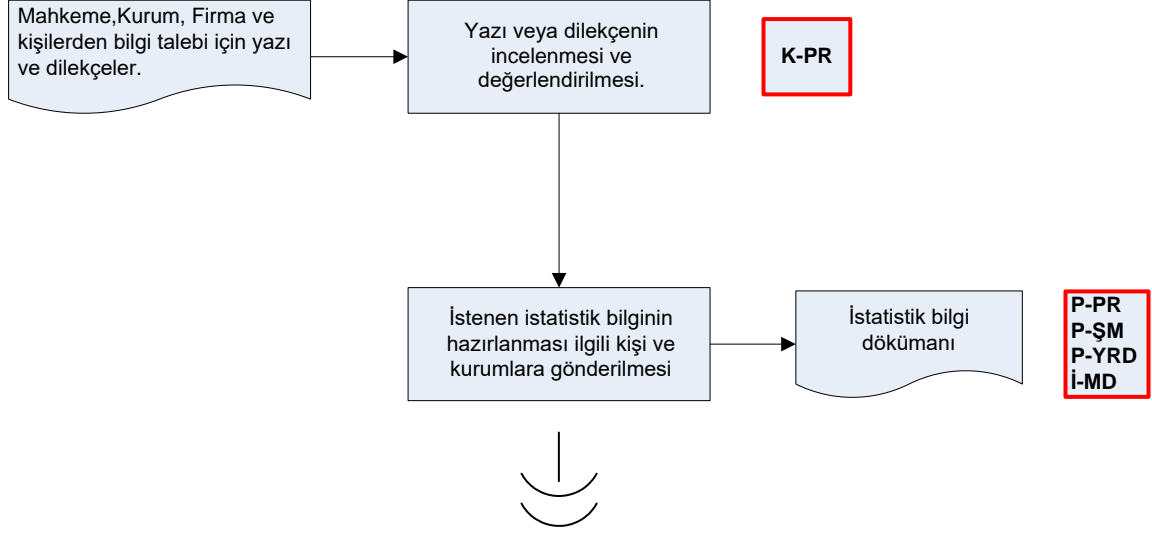 Mahkeme,Kurum, Firma ve
kişilerden bilgi talebi için yazı
ve dilekçeler.
Yazı veya dilekçenin
incelenmesi ve
değerlendirilmesi.
K-PR
İstenen istatistik bilginin
hazırlanması ilgili kişi ve
kurumlara gönderilmesi
İstatistik bilgi
dökümanı
P-PR
P-ŞM
P-YRD
İ-MD